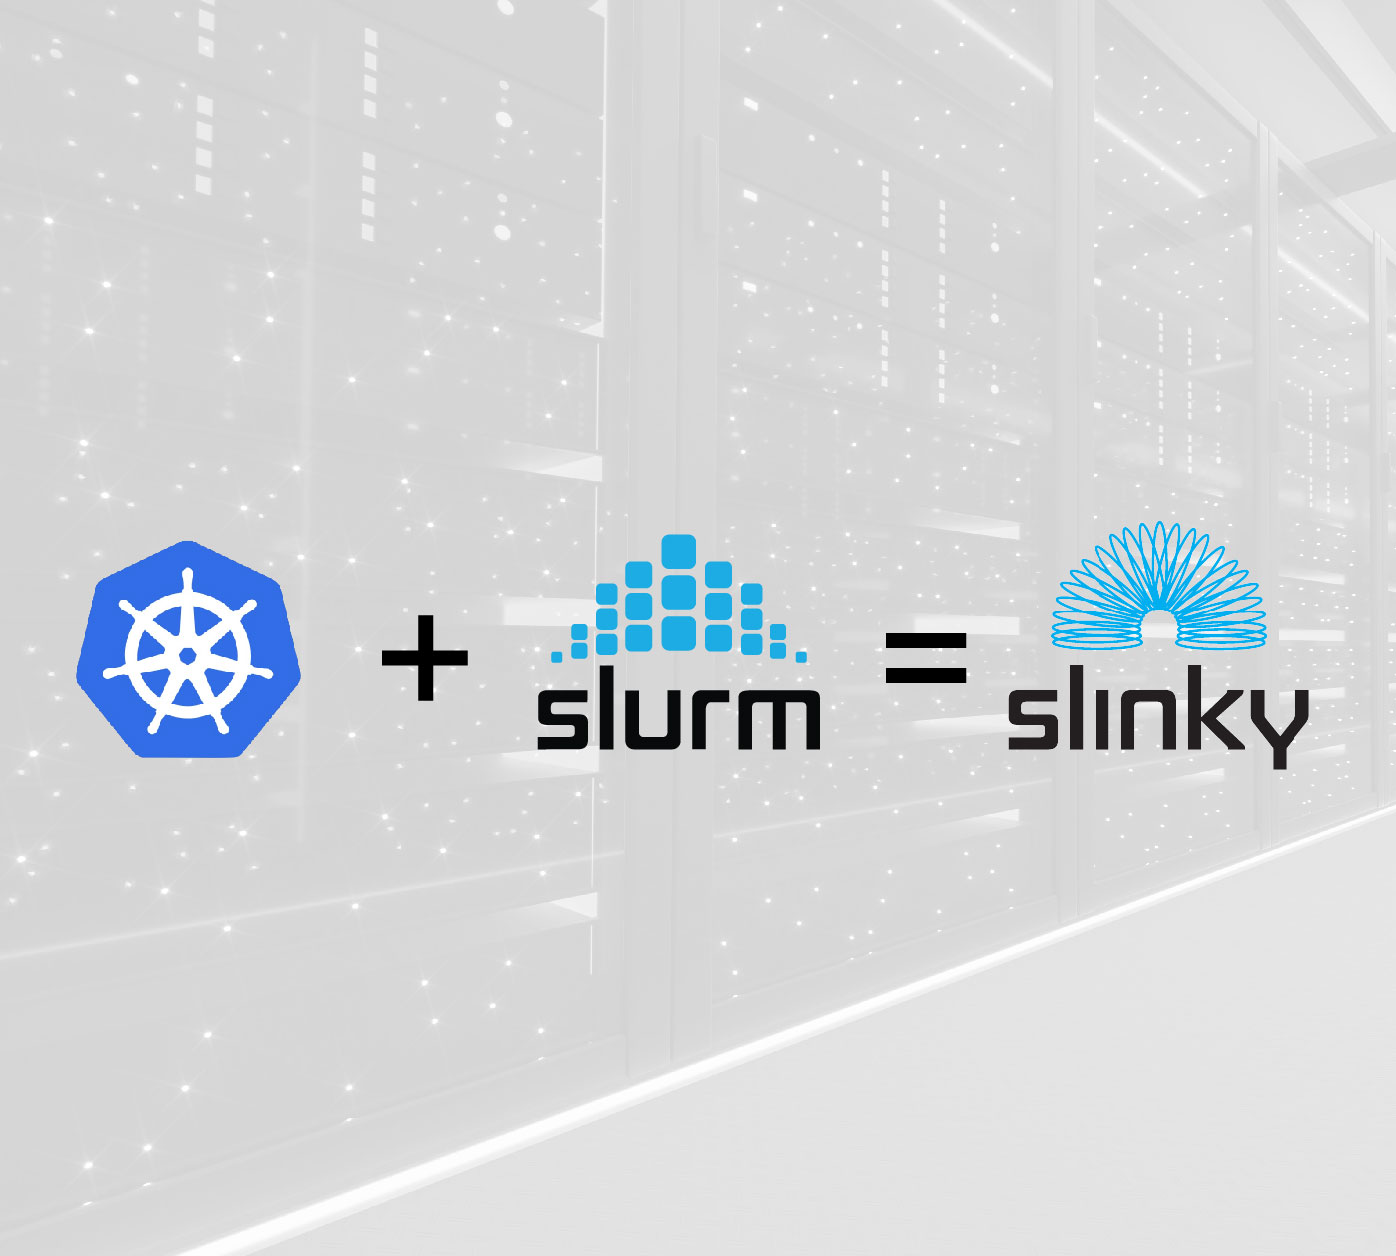 + slurm = slinky